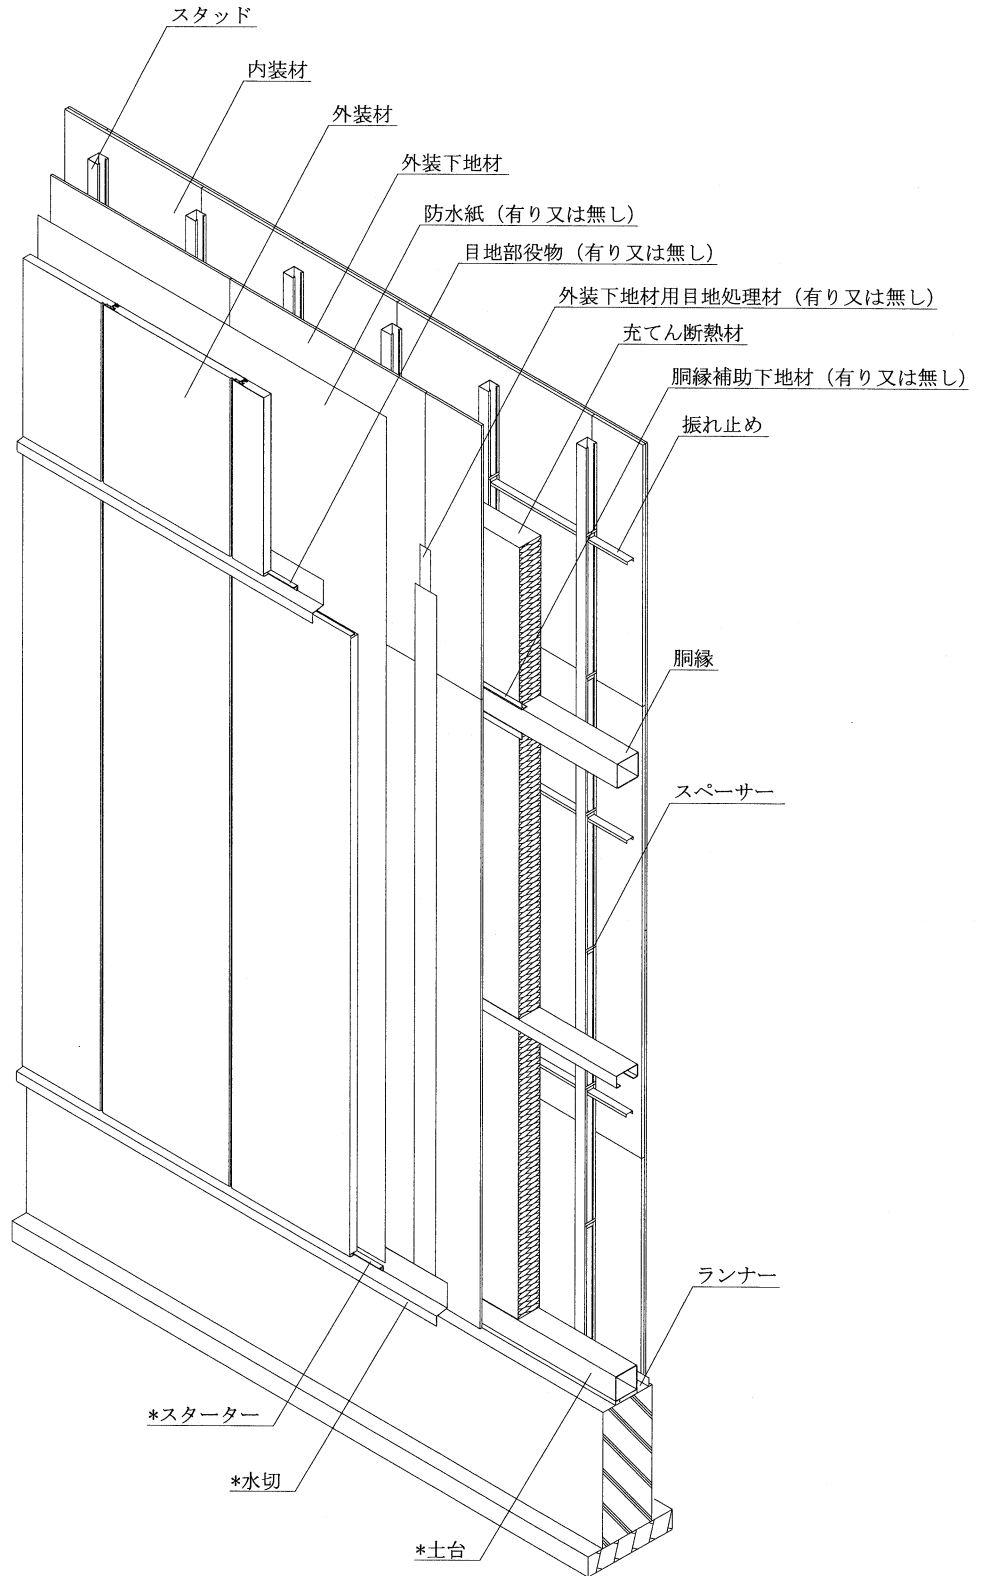 スタッド
内装材
外装材
外装下地材
防水紙（有り又は無し）
目地部役物（有り又は無し）
外装下地材用目地処理材（有り又は無し）
充てん断熱材
胴縁補助下地材（有り又は無し）
振れ止め
胴縁
スペーサー
ランナー
*スターター
*水切
*土台